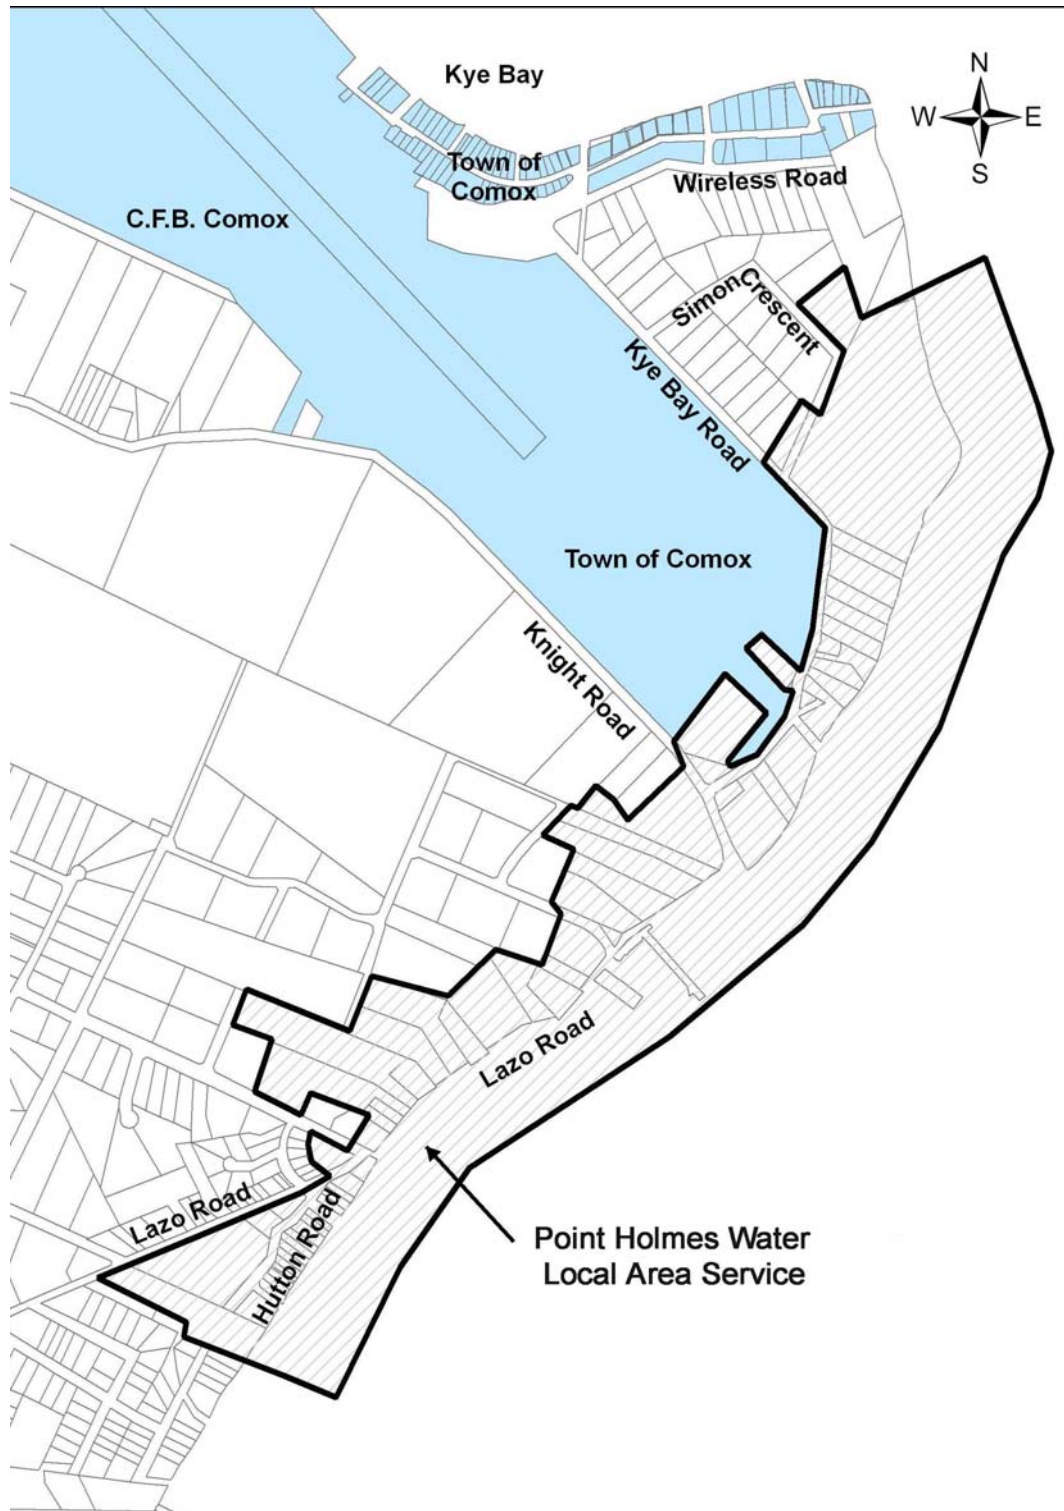 Kye Bay
N
W
E
S
Town of
Comox
Wireless Road
C.F.B. Comox
Simon
Crescent
Kye Bay Road
Town of Comox
Knight Road
Lazo Road
Lazo Road
Hutton Road
Point Holmes Water
Local Area Service